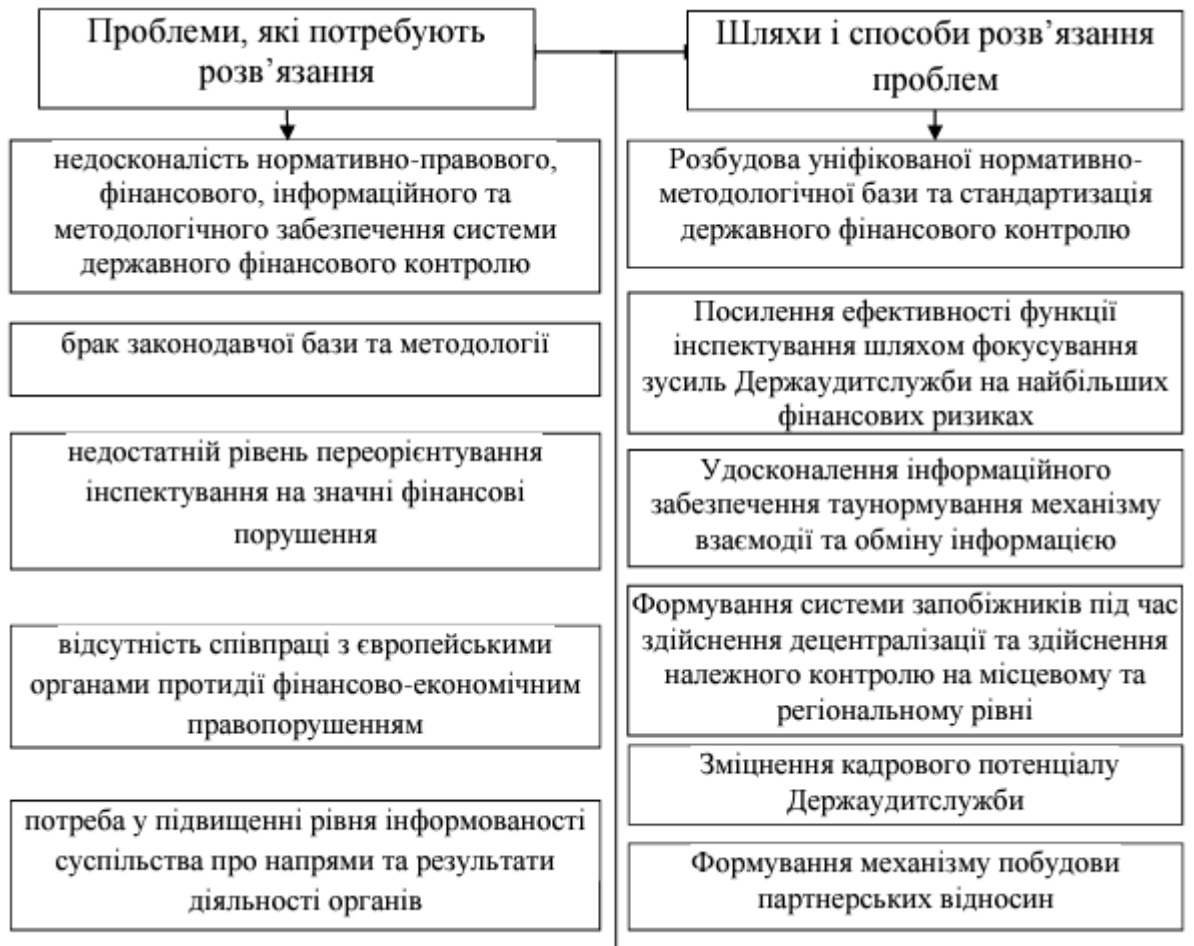 Проблеми, які потребують
розв’язання
недосконалість нормативно-правового,
фінансового, інформаційного та
методологічного забезпечення системи
державного фінансового контролю
брак законодавчої бази та методології
недостатній рівень переорієнтування
інспектування на значні фінансові
порушення
відсутність співпраці з європейськими
органами протидії фінансово-економічним
правопорушенням
потреба у підвищенні рівня інформованості
суспільства про напрями та результати
діяльності органів
Шляхи і способи розв’язання
проблем
Розбудова уніфікованої нормативно-
методологічної бази та стандартизація
державного фінансового контролю
Посилення ефективності функції
інспектування шляхом фокусування
зусиль Держаудитслужби на найбільших
фінансових ризиках
Удосконалення інформаційного
забезпечення таунормування механізму
взаємодії та обміну інформацією
Формування системи запобіжників під час
здійснення децентралізації та здійснення
належного контролю на місцевому та
регіональному рівні
Зміцнення кадрового потенціалу
Держаудитслужби
Формування механізму побудови
партнерських відносин